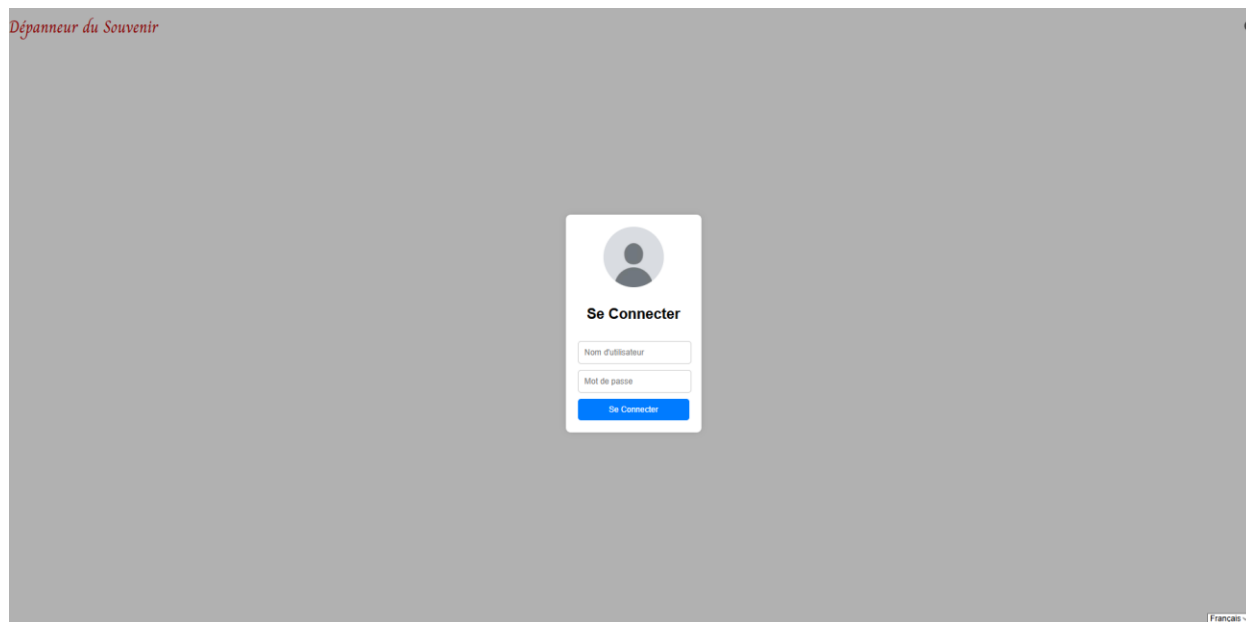 Dépanneur du Souvenir
Se Connecter
Nom d'utilisateur
Mot de passe
Se Connecter
Français